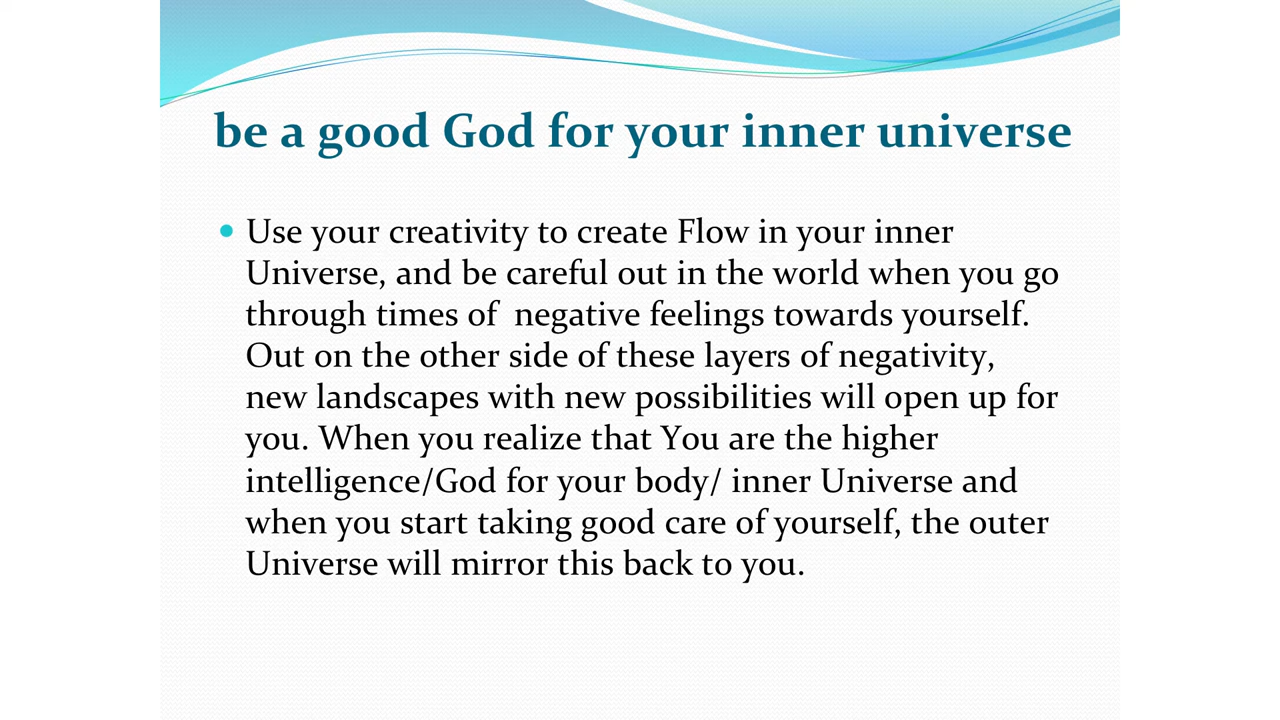 be a good God for your inner universe
• Use your creativity to create Flow in your inner
Universe, and be careful out in the world when you go
through times of  negative feelings towards yourself.
Out on the other side of these layers of negativity,
new landscapes with new possibilities will open up for
you. When you realize that You are the higher
intelligence/God for your body/ inner Universe and
when you start taking good care of yourself, the outer
Universe will mirror this back to you.